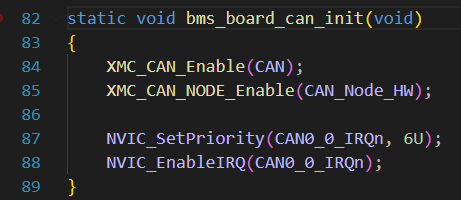 82 static void bms_board_can_init(void)
83 {
84 XMC_CAN_Enable(CAN);
85 XMC_CAN_NODE_Enable(CAN_Node_HW);
86
87 NVIC_SetPriority(CAN0_0_IRQn, 6U);
88 NVIC_EnableIRQ(CAN0_0_IRQn);
89 }